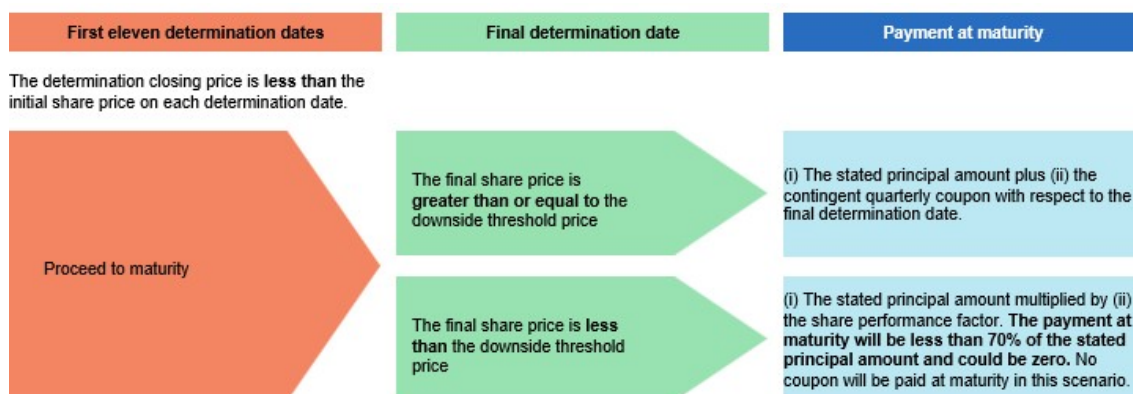 First eleven determination dates
Final determination date
Payment at maturity
The determination closing price is less than the
initial share price on each determination date.
Proceed to maturity
The final share price is
greater than or equal to the
downside threshold price
(i) The stated principal amount plus (ii) the
contingent quarterly coupon with respect to the
final determination date.
The final share price is less
than the downside threshold
price
(i) The stated principal amount multiplied by (ii)
the share performance factor. The payment at
maturity will be less than 70% of the stated
principal amount and could be zero. No
coupon will be paid at maturity in this scenario.